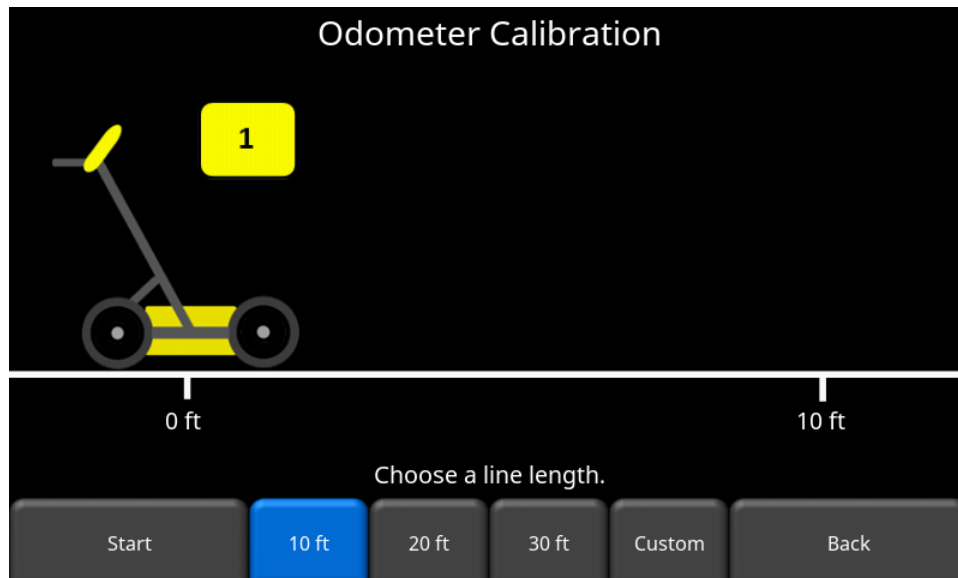 Odometer Calibration
1
0 ft 10 ft
Choose a line length.
Start 10 ft 20 ft 30 ft Custom Back